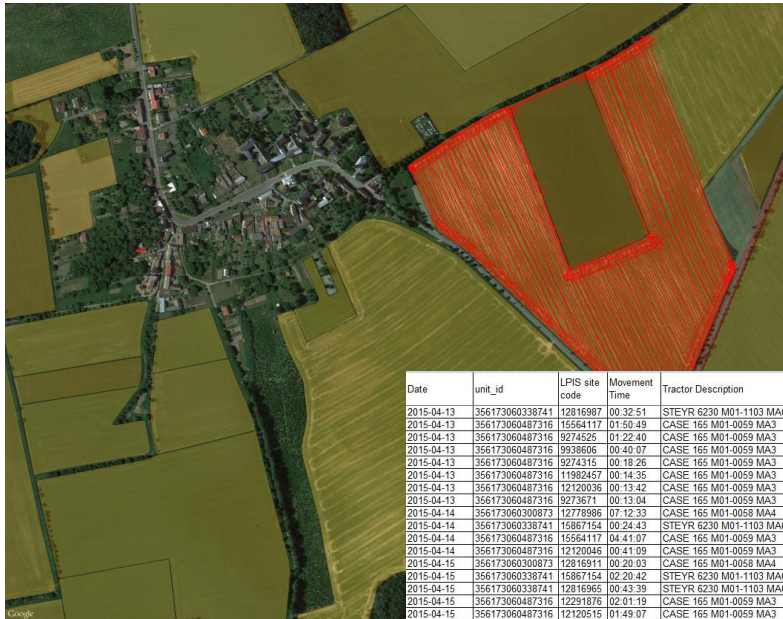 Date unit_id LPIS site code Movement Time Tractor Description
2015-04-13 356173060338741 12816987 00:32:51 STEYR 6230 M01-1103 MA
2015-04-13 356173060487316 15564117 01:50:49 CASE 165 M01-0059 MA3
2015-04-13 356173060487316 9274525 01:22:40 CASE 165 M01-0059 MA3
2015-04-13 356173060487316 9938606 00:40:07 CASE 165 M01-0059 MA3
2015-04-13 356173060487316 9274315 00:18:26 CASE 165 M01-0059 MA3
2015-04-13 356173060487316 11982457 00:14:35 CASE 165 M01-0059 MA3
2015-04-13 356173060487316 12120036 00:13:42 CASE 165 M01-0059 MA3
2015-04-13 356173060487316 9273671 00:13:04 CASE 165 M01-0059 MA3
2015-04-14 356173060300873 12778986 07:12:33 CASE 165 M01-0058 MA4
2015-04-14 356173060338741 15867154 00:24:43 STEYR 6230 M01-1103 MA
2015-04-14 356173060487316 15564117 04:41:07 CASE 165 M01-0059 MA3
2015-04-14 356173060487316 12120046 00:41:09 CASE 165 M01-0059 MA3
2015-04-15 356173060300873 12816911 00:20:03 CASE 165 M01-0058 MA4
2015-04-15 356173060338741 15867154 02:20:42 STEYR 6230 M01-1103 MA
2015-04-15 356173060338741 12816965 00:43:39 STEYR 6230 M01-1103 MA
2015-04-15 356173060487316 12291876 02:01:19 CASE 165 M01-0059 MA3
2015-04-15 356173060487316 12120515 01:49:07 CASE 165 M01-0059 MA3
Google